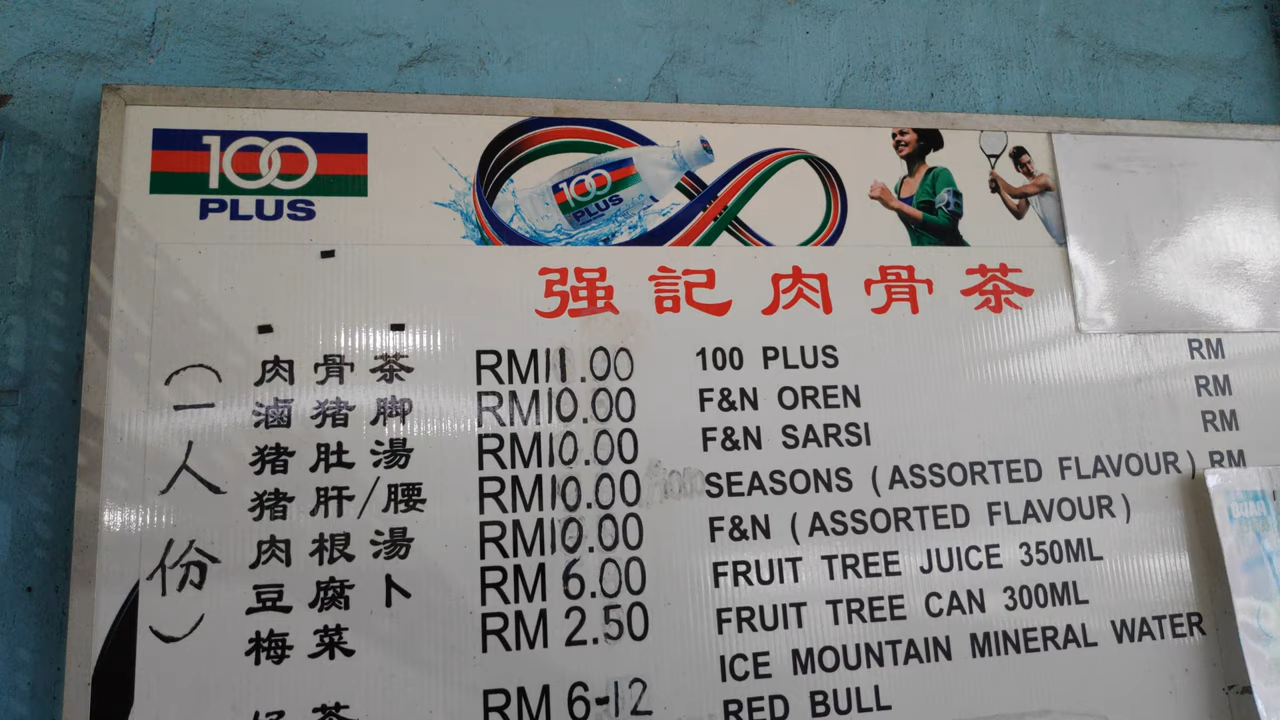 100
PLUS
100
PLUS
强記肉骨茶
（一人份）
肉骨茶 RM11.00 100 PLUS RM
滷猪脚 RM10.00 F&N OREN RM
猪肚湯 RM10.00 F&N SARSI RM
猪肝/腰 RM10.00 SEASONS (ASSORTED FLAVOUR) RM
肉根湯 RM10.00 F&N (ASSORTED FLAVOUR)
豆腐卜 RM 6.00 FRUIT TREE JUICE 350ML
梅菜 RM 2.50 FRUIT TREE CAN 300ML
ICE MOUNTAIN MINERAL WATER
茶 RM 6-12 RED BULL